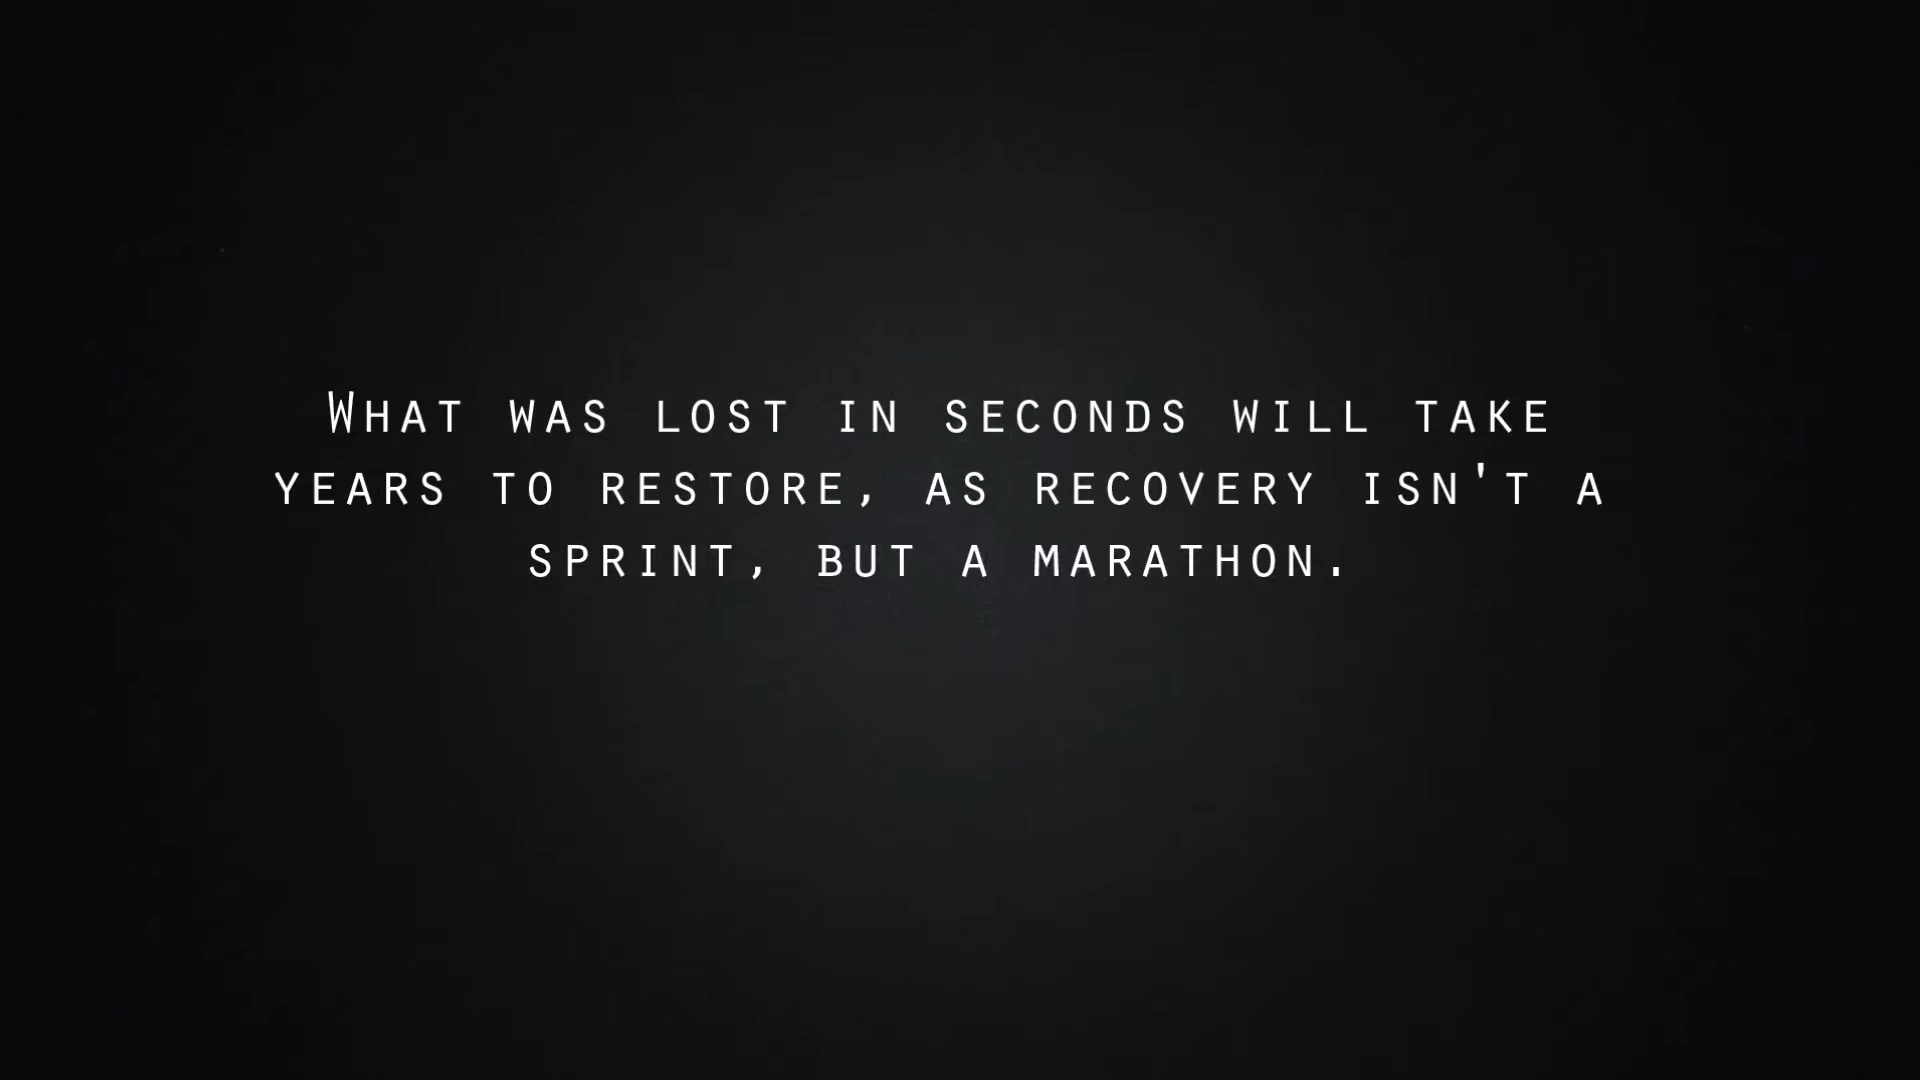 What was lost in seconds will take
years to restore, as recovery isn't a
sprint, but a marathon.